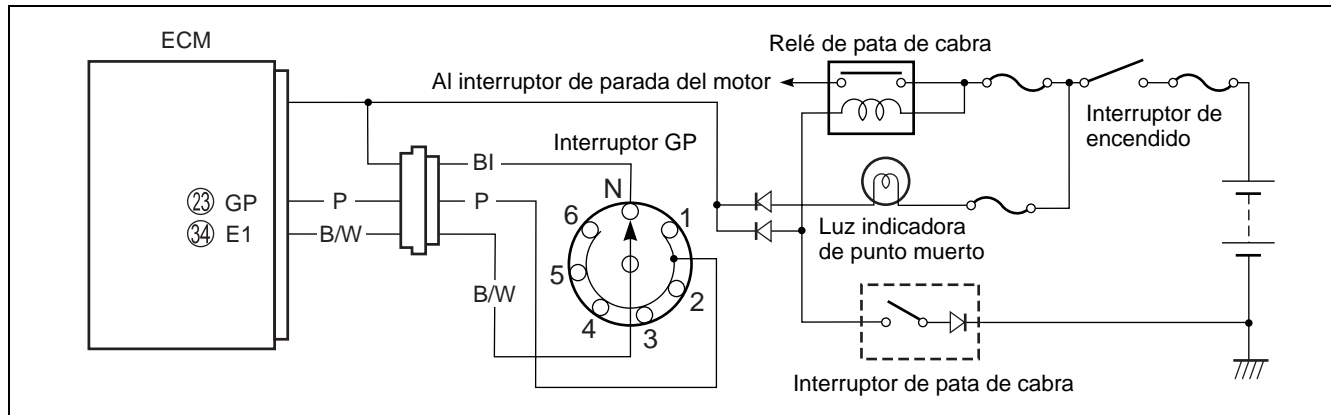 ECM
Relé de pata de cabra
Al interruptor de parada del motor
Interruptor de
encendido
Interruptor GP
BI
N
23 GP
P
P
6
1
34 E1
B/W
Luz indicadora
de punto muerto
5
2
B/W
4
3
Interruptor de pata de cabra